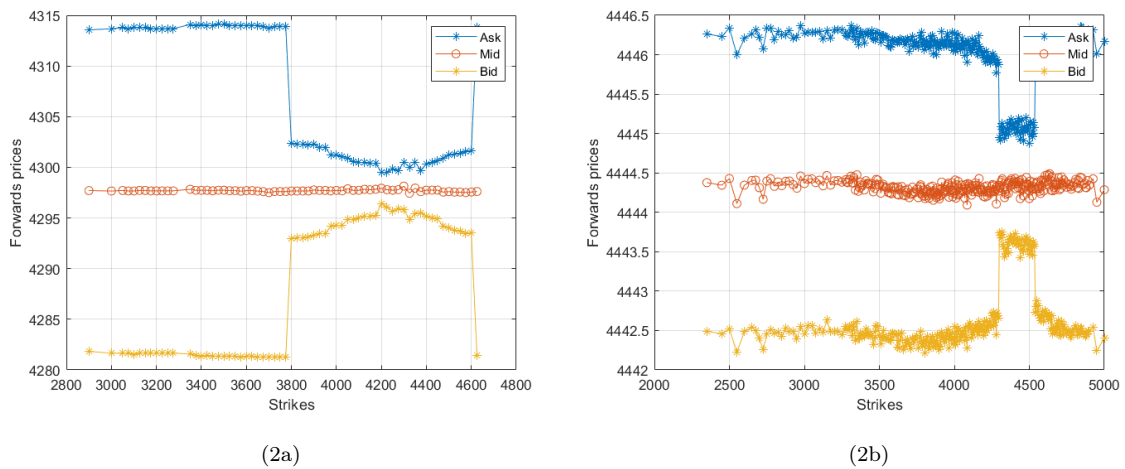 4315
4310
4305
4300
4295
4290
4285
4280
2800 3000 3200 3400 3600 3800 4000 4200 4400 4600 4800
Forwards prices
Strikes
Ask
Mid
Bid
(2a)
4446.5
4446
4445.5
4445
4444.5
4444
4443.5
4443
4442.5
4442
2000 2500 3000 3500 4000 4500 5000
Forwards prices
Strikes
Ask
Mid
Bid
(2b)